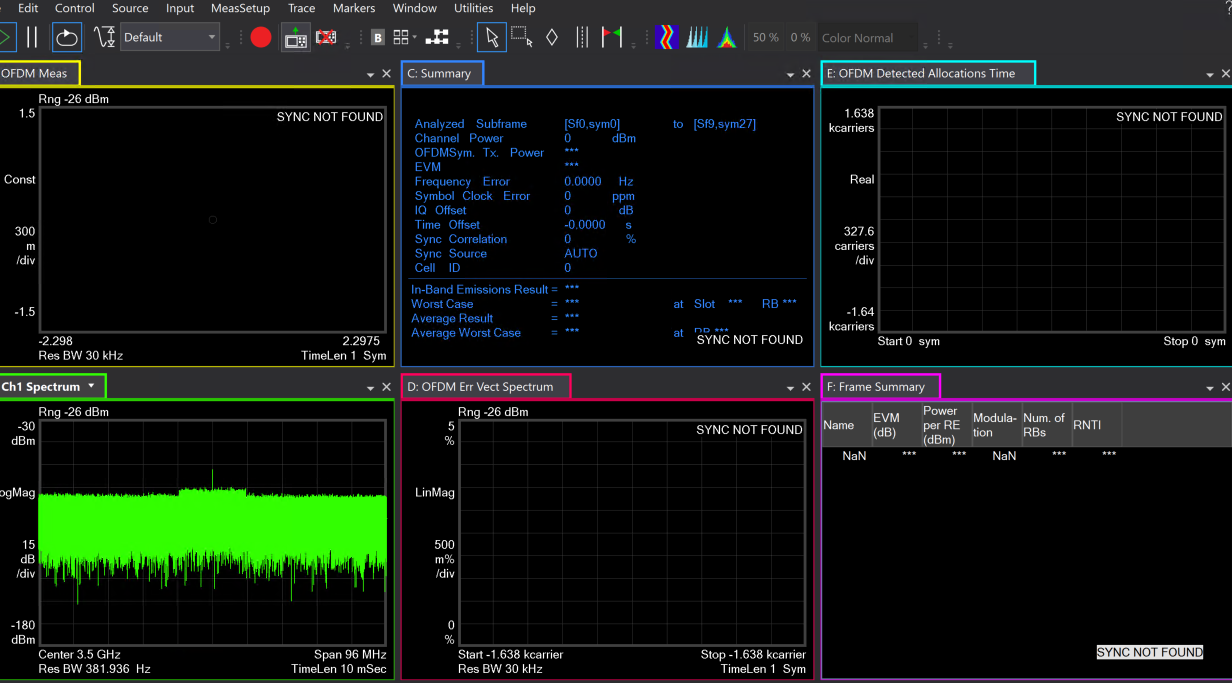 Edit Control Source Input MeasSetup Trace Markers Window Utilities Help
Default
B
50 % 0 % Color Normal
OFDM Meas
Rng -26 dBm
SYNC NOT FOUND
1.5
Const
300
m
/div
-1.5
-2.298 2.2975
Res BW 30 kHz TimeLen 1 Sym
C: Summary
Analyzed Subframe [Sf0,sym0] to [Sf9,sym27]
Channel Power 0 dBm
OFDMSym. Tx. Power ***
EVM ***
Frequency Error 0.0000 Hz
Symbol Clock Error 0 ppm
IQ Offset 0 dB
Time Offset -0.0000 s
Sync Correlation 0 %
Sync Source AUTO
Cell ID 0
In-Band Emissions Result = ***
Worst Case = *** at Slot *** RB ***
Average Result = ***
Average Worst Case = *** at RB ***
SYNC NOT FOUND
E: OFDM Detected Allocations Time
1.638
kcarriers
SYNC NOT FOUND
Real
327.6
carriers
/div
-1.64
kcarriers
Start 0 sym Stop 0 sym
Ch1 Spectrum
Rng -26 dBm
-30
dBm
ogMag
15
dB
/div
-180
dBm
Center 3.5 GHz Span 96 MHz
Res BW 381.936 Hz TimeLen 10 mSec
D: OFDM Err Vect Spectrum
Rng -26 dBm
5
%
SYNC NOT FOUND
LinMag
500
m%
/div
0
%
Start -1.638 kcarrier Stop -1.638 kcarrier
Res BW 30 kHz TimeLen 1 Sym
F: Frame Summary
Name EVM (dB) Power per RE (dBm) Modula-tion Num. of RBs RNTI
NaN *** *** NaN *** ***
SYNC NOT FOUND